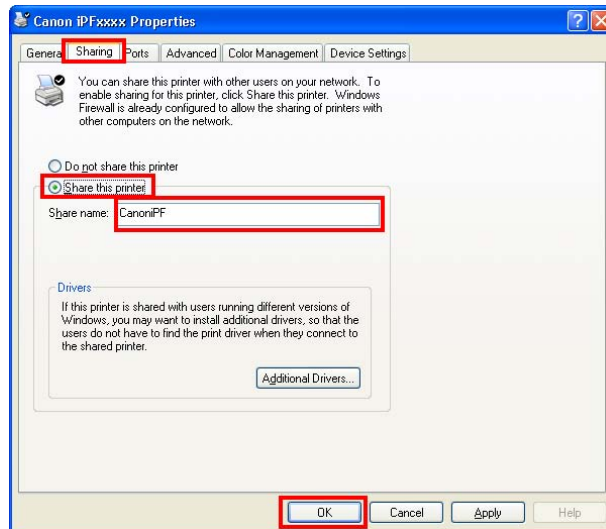 Canon iPFxxxx Properties
General Sharing Ports Advanced Color Management Device Settings
You can share this printer with other users on your network. To
enable sharing for this printer, click Share this printer. Windows
Firewall is already configured to allow the sharing of printers with
other computers on the network.
Do not share this printer
Share this printer
Share name: CanoniPF
Drivers
If this printer is shared with users running different versions of
Windows, you may want to install additional drivers, so that the
users do not have to find the print driver when they connect to
the shared printer.
Additional Drivers...
OK Cancel Apply Help